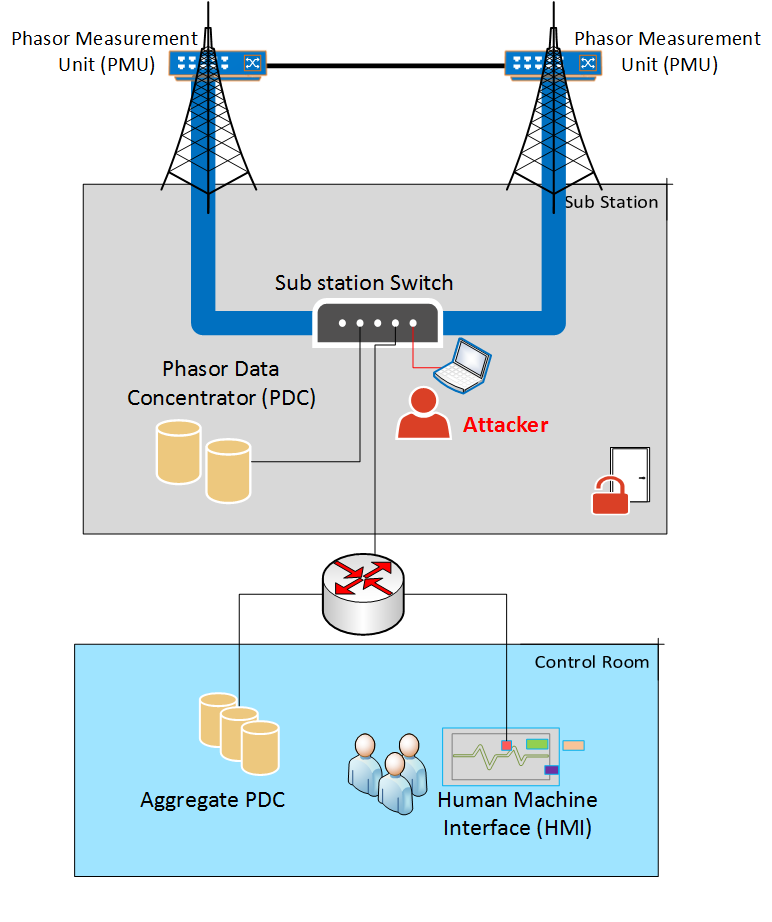 Phasor Measurement
Unit (PMU)
Phasor Measurement
Unit (PMU)
Sub Station
Sub station Switch
Phasor Data
Concentrator (PDC)
Attacker
Control Room
Aggregate PDC
Human Machine
Interface (HMI)